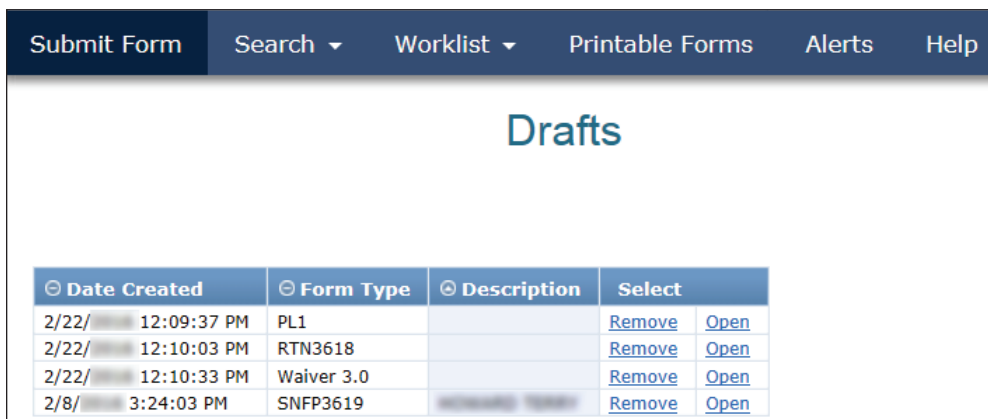 Submit Form Search Worklist Printable Forms Alerts Help
Drafts
Date Created Form Type Description Select
2/22/ 12:09:37 PM PL1 Remove Open
2/22/ 12:10:03 PM RTN3618 Remove Open
2/22/ 12:10:33 PM Waiver 3.0 Remove Open
2/8/ 3:24:03 PM SNFP3619 Remove Open